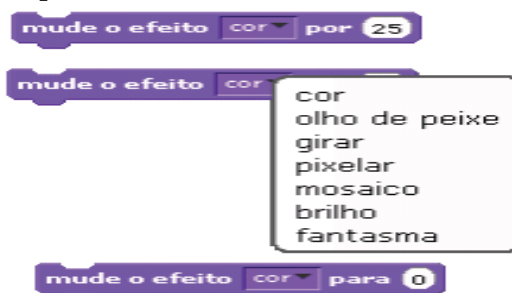 mude o efeito cor por 25
mude o efeito cor
cor
olho de peixe
girar
pixelar
mosaico
brilho
fantasma
mude o efeito cor para 0